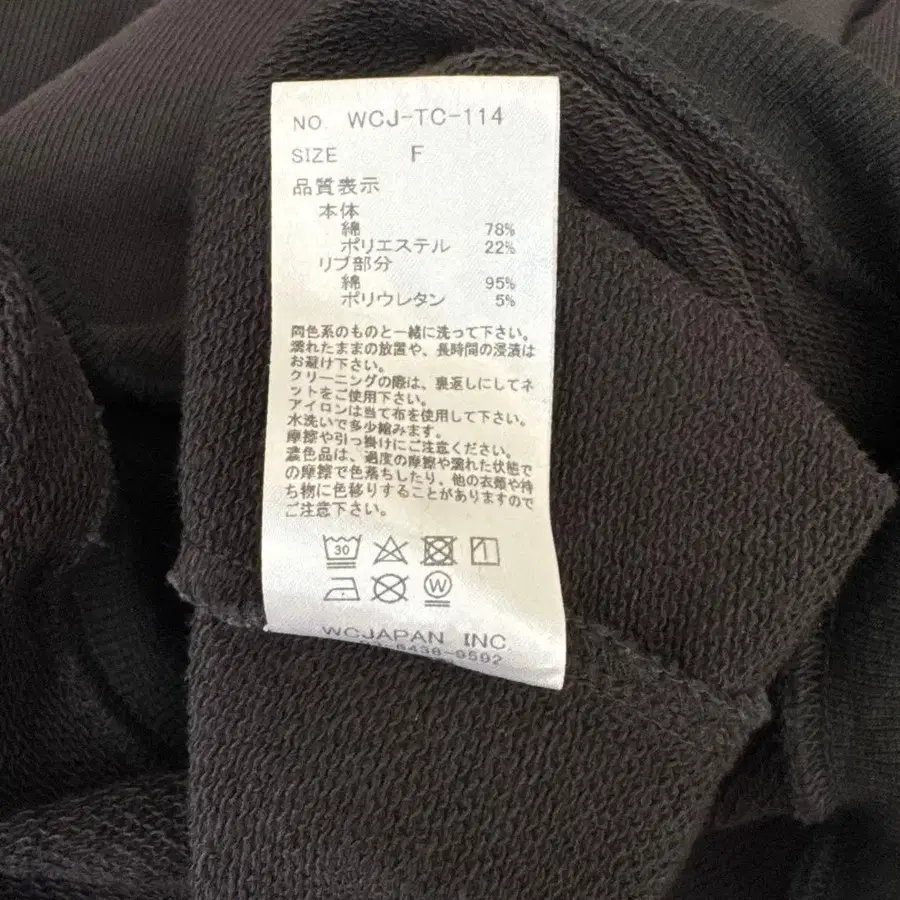 NO. WCJ-TC-114
SIZE F
品質表示
本体
綿 78%
ポリエステル 22%
リブ部分
綿 95%
ポリウレタン 5%
同色系のものと一緒に洗って下さい。
濡れたままの放置や、長時間の浸漬は
お避け下さい。
クリーニングの際は、裏返しにしてネ
ットをご使用下さい。
アイロンは当て布を使用して下さい。
水洗いで多少縮みます。
摩擦や引っ掛けにご注意ください。
濃色品は、過度の摩擦や濡れた状態で
の摩擦で色落ちしたり、他の衣類や持
ち物に色移りすることがありますので
ご注意下さい。
30
W
WCJAPAN INC.
6438-9592